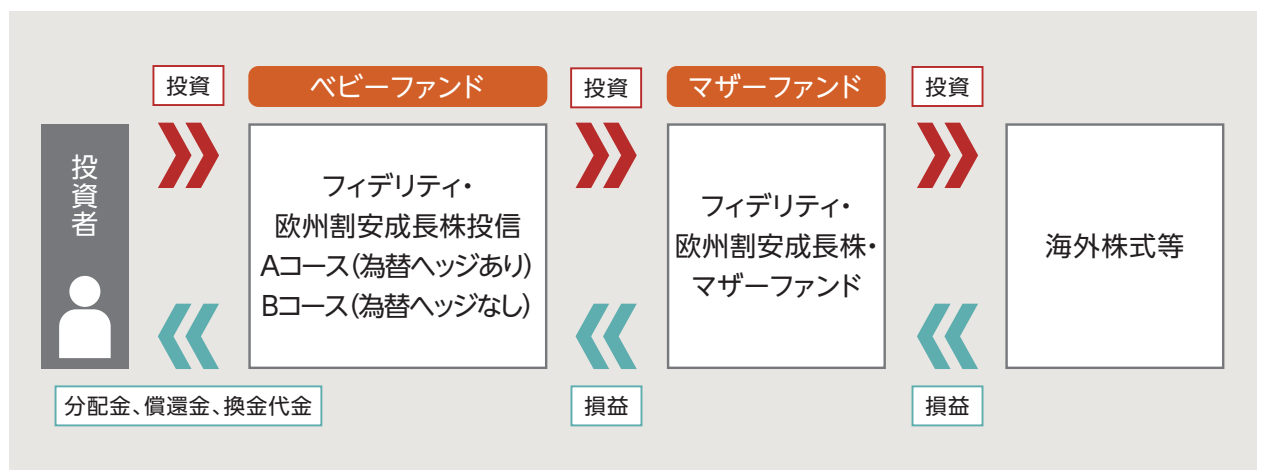 投資
ベビーファンド
投資
マザーファンド
投資
投資者
フィデリティ・
欧州割安成長株投信
Aコース(為替ヘッジあり)
Bコース(為替ヘッジなし)
フィデリティ・
欧州割安成長株・
マザーファンド
海外株式等
分配金、償還金、換金代金
損益
損益